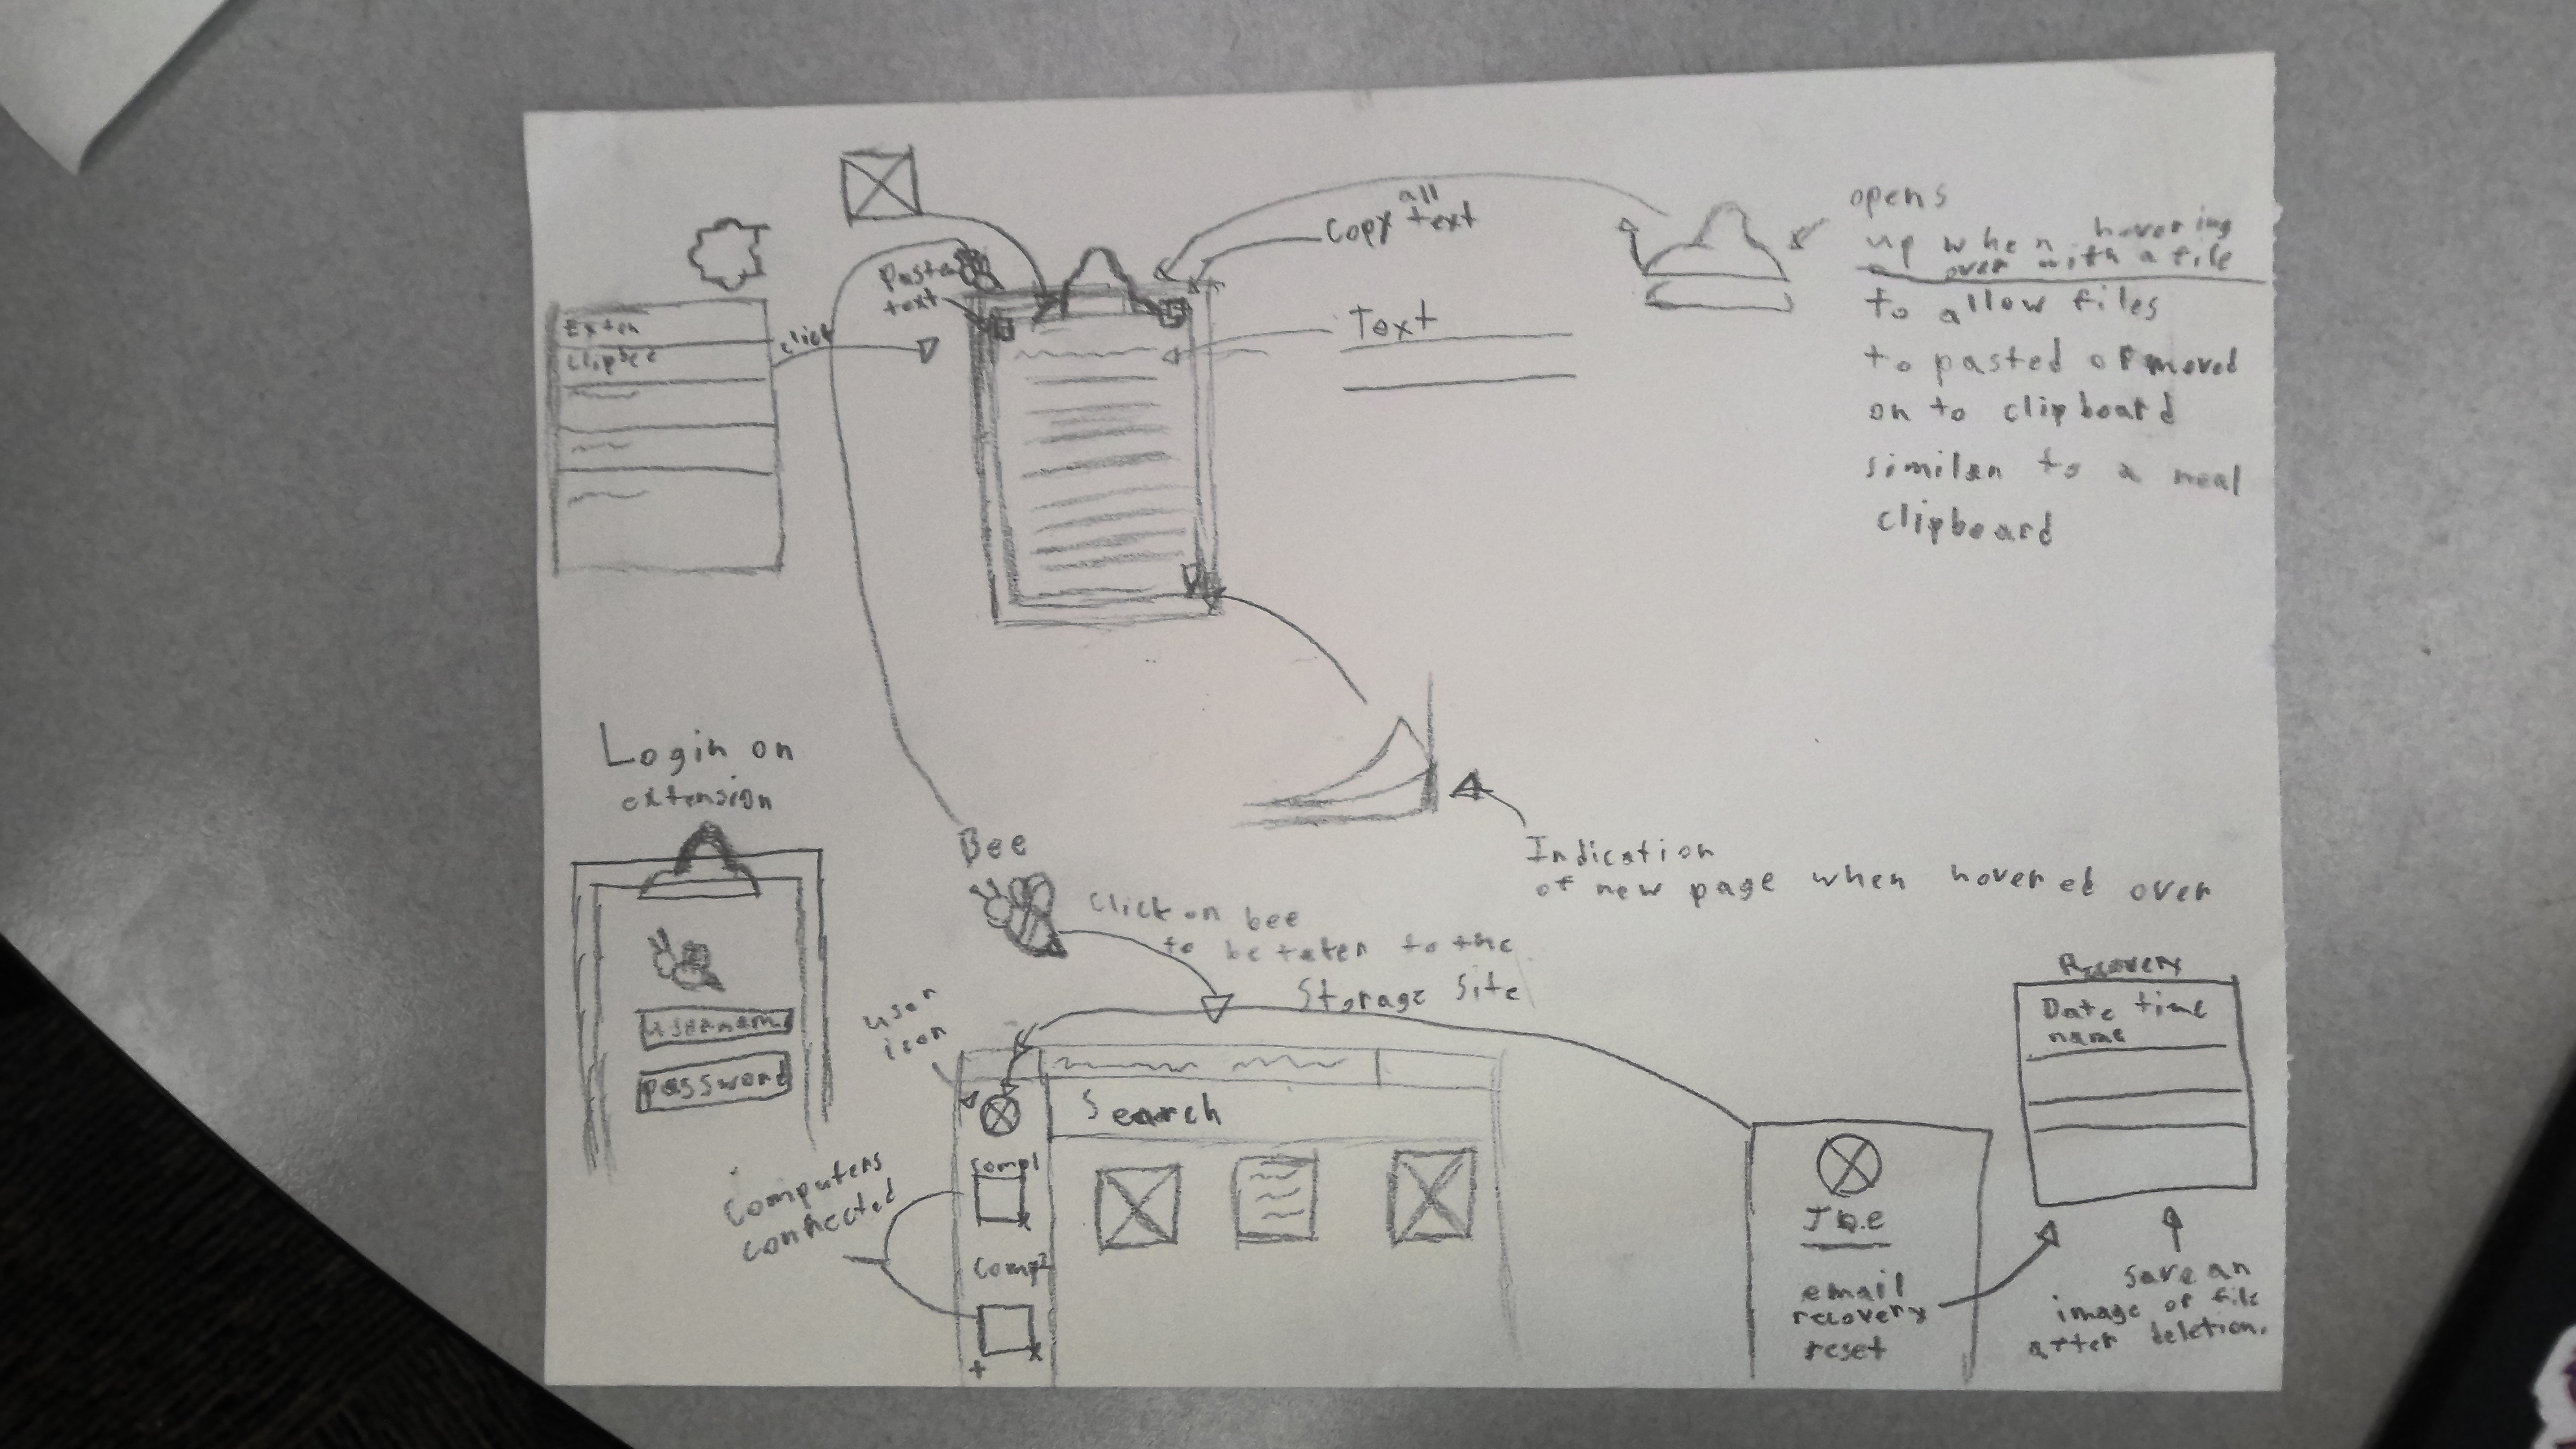 all
copy text
opens
up when hovering
over with a file
to allow files
to pasted or moved
on to clipboard
similar to a real
clipboard
Paste
text
Exten
click
Text
Login on
extension
username
password
Bee
click on bee
to be taken to the
Storage Site
Indication
of new page when hovered over
user
icon
Search
Comp1
Comp2
+
Computers
connected
Joe
email
recovery
reset
Recovery
Date time
name
save an
image of file
after deletion.